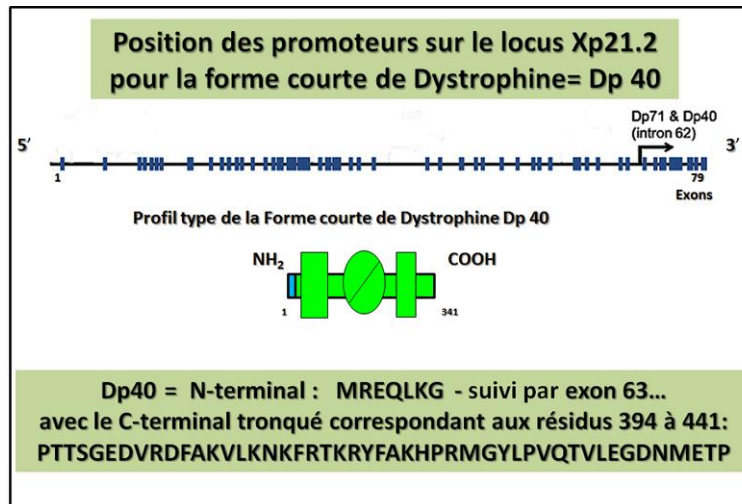 Position des promoteurs sur le locus Xp21.2
pour la forme courte de Dystrophine= Dp 40
Dp71 & Dp40
(intron 62)
5′
3′
1
79
Exons
Profil type de la Forme courte de Dystrophine Dp 40
NH2
COOH
1
341
Dp40 = N-terminal : MREQLKG - suivi par exon 63...
avec le C-terminal tronqué correspondant aux résidus 394 à 441:
PTTSGEDVRDFAKVLKNKFRTKRYFAKHPRMGYLPVQTVLEGDNMETP